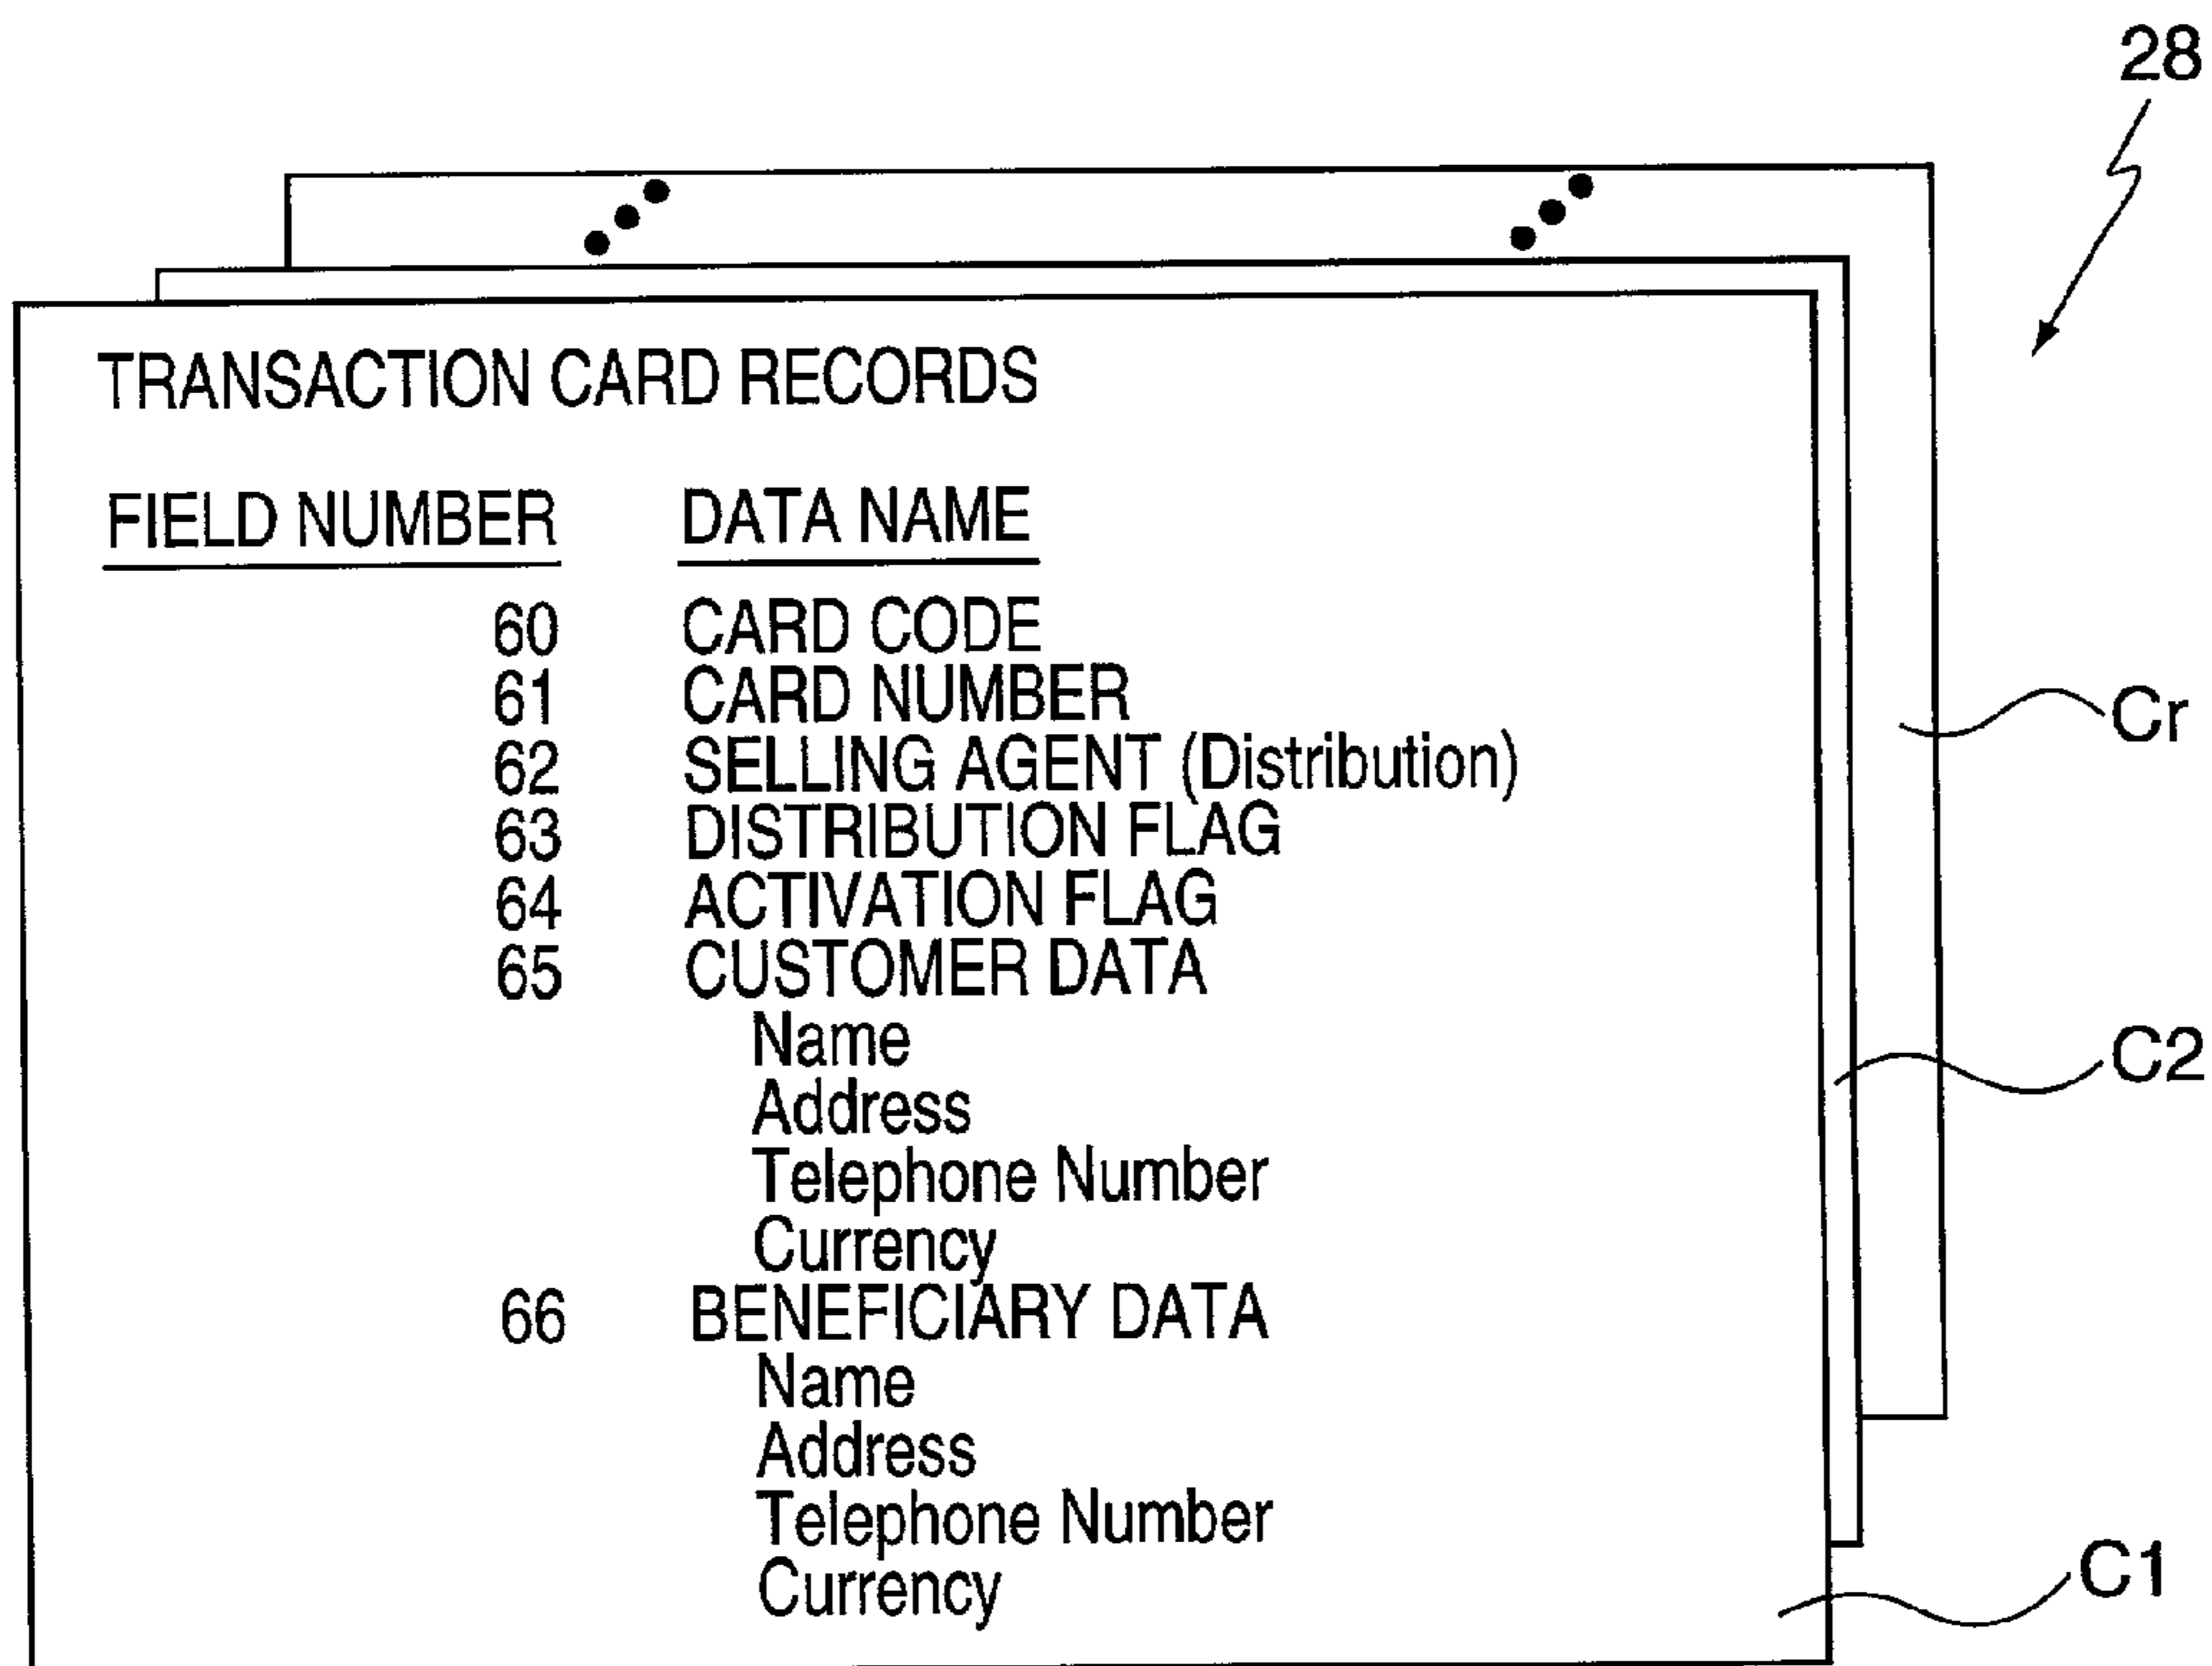 28
TRANSACTION CARD RECORDS
FIELD NUMBER DATA NAME
60 CARD CODE
61 CARD NUMBER
62 SELLING AGENT (Distribution)
63 DISTRIBUTION FLAG
64 ACTIVATION FLAG
65 CUSTOMER DATA
Name
Address
Telephone Number
Currency
66 BENEFICIARY DATA
Name
Address
Telephone Number
Currency
Cr
C2
C1